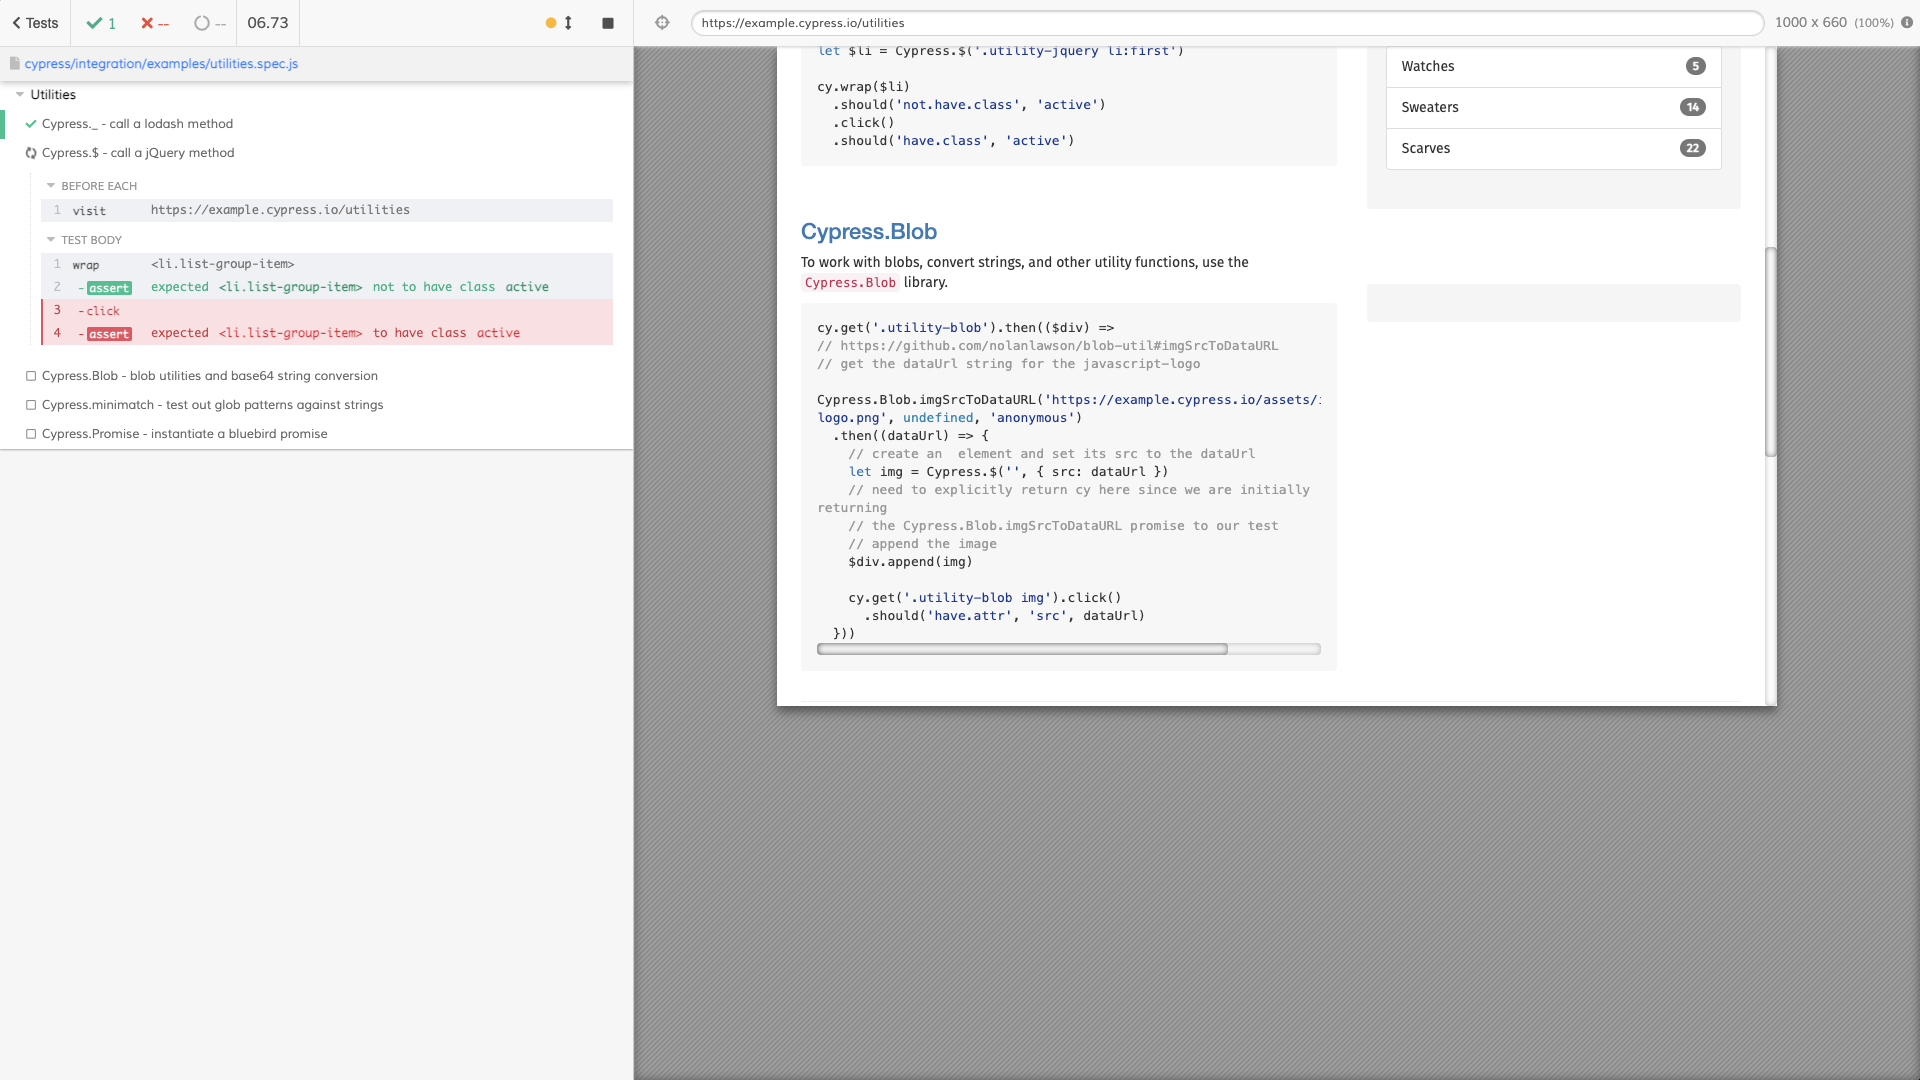 Tests
1
--
--
06.73
cypress/integration/examples/utilities.spec.js
Utilities
Cypress._ - call a lodash method
Cypress.$ - call a jQuery method
BEFORE EACH
1 visit https://example.cypress.io/utilities
TEST BODY
1 wrap <li.list-group-item>
2 -assert expected <li.list-group-item> not to have class active
3 -click
4 -assert expected <li.list-group-item> to have class active
Cypress.Blob - blob utilities and base64 string conversion
Cypress.minimatch - test out glob patterns against strings
Cypress.Promise - instantiate a bluebird promise
https://example.cypress.io/utilities
1000 x 660 (100%)
let $li = Cypress.$('.utility-jquery li:first')
cy.wrap($li)
.should('not.have.class', 'active')
.click()
.should('have.class', 'active')
Watches 5
Sweaters 14
Scarves 22
Cypress.Blob
To work with blobs, convert strings, and other utility functions, use the
Cypress.Blob library.
cy.get('.utility-blob').then(($div) =>
// https://github.com/nolanlawson/blob-util#imgSrcToDataURL
// get the dataUrl string for the javascript-logo
Cypress.Blob.imgSrcToDataURL('https://example.cypress.io/assets/
logo.png', undefined, 'anonymous')
.then((dataUrl) => {
// create an  element and set its src to the dataUrl
let img = Cypress.$('', { src: dataUrl })
// need to explicitly return cy here since we are initially
returning
// the Cypress.Blob.imgSrcToDataURL promise to our test
// append the image
$div.append(img)
cy.get('.utility-blob img').click()
.should('have.attr', 'src', dataUrl)
}))